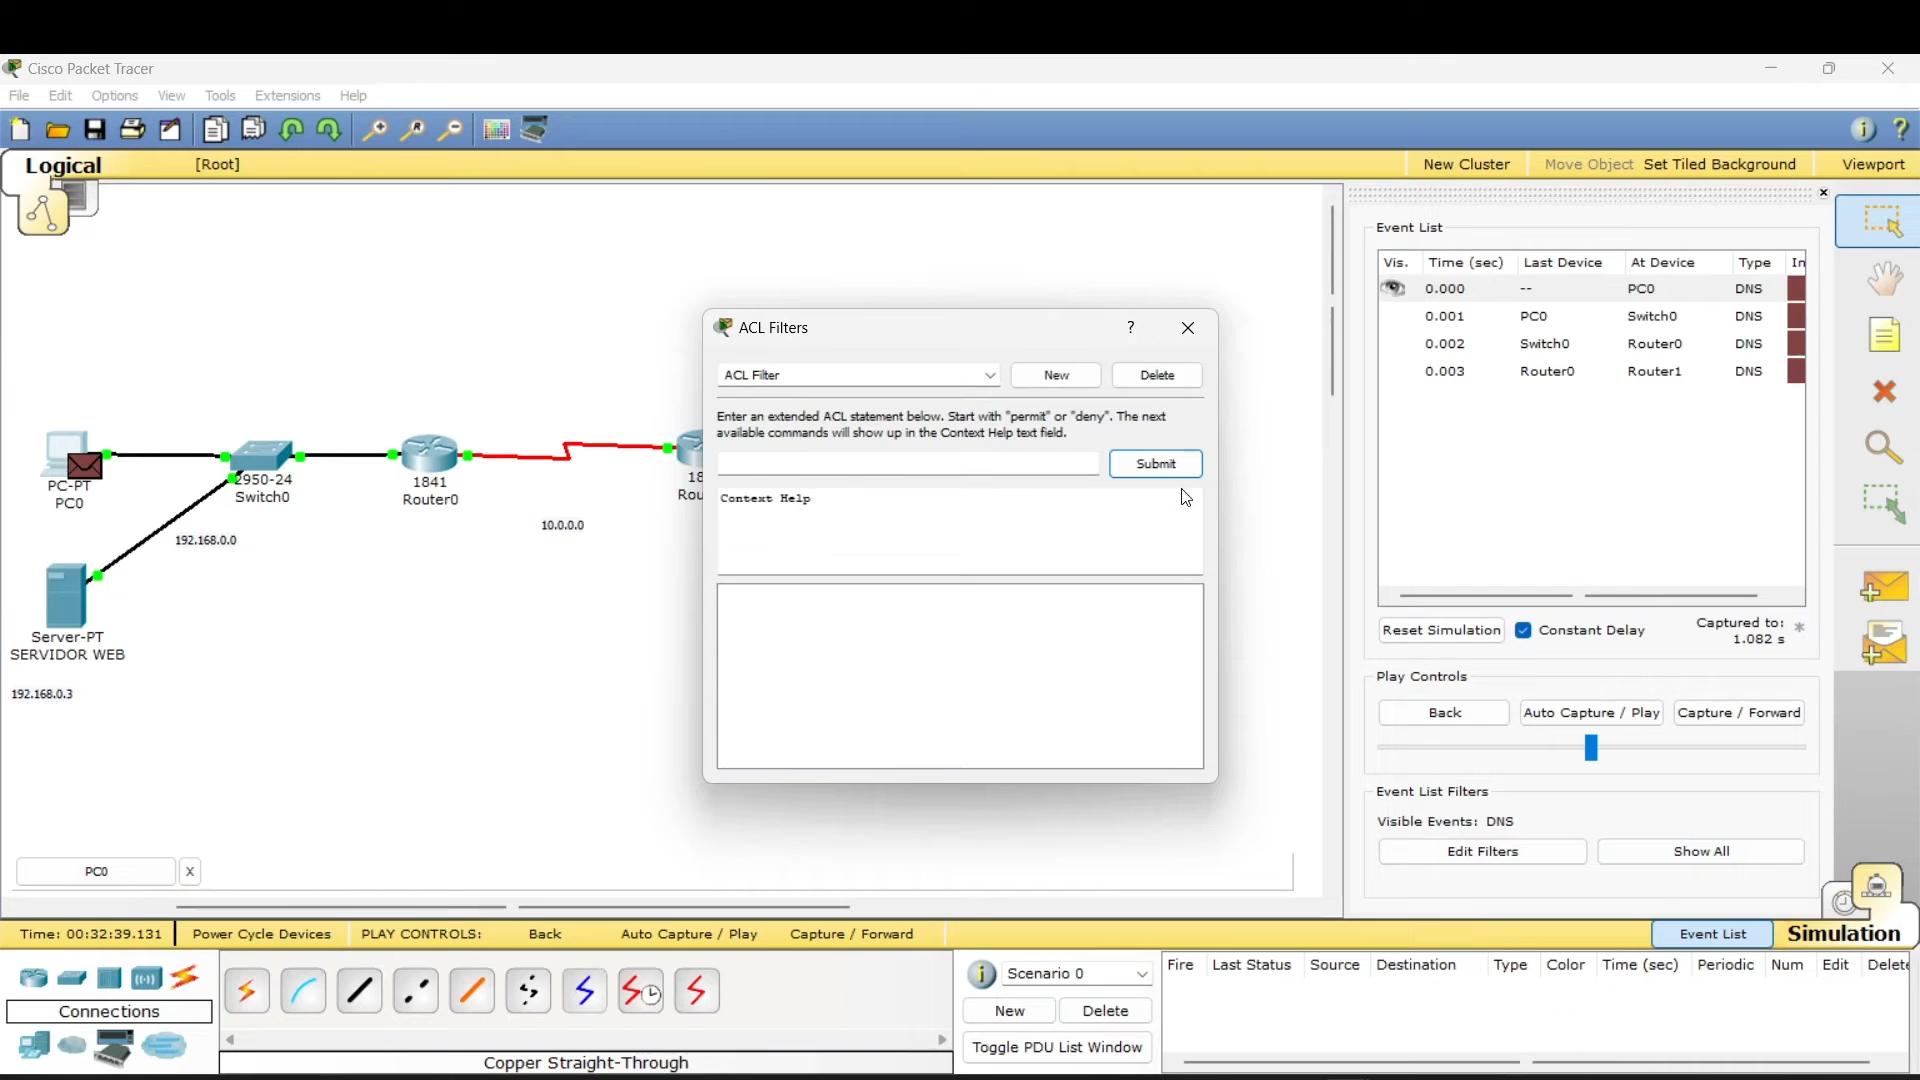 Cisco Packet Tracer
File Edit Options View Tools Extensions Help
Logical [Root] New Cluster Move Object Set Tiled Background Viewport
Event List
Vis. Time (sec) Last Device At Device Type In
0.000 -- PC0 DNS
0.001 PC0 Switch0 DNS
0.002 Switch0 Router0 DNS
0.003 Router0 Router1 DNS
ACL Filters ?
ACL Filter New Delete
Enter an extended ACL statement below. Start with "permit" or "deny". The next
available commands will show up in the Context Help text field.
Submit
Context Help
PC-PT
PC0
2950-24
Switch0
1841
Router0
18
Rou
192.168.0.0
10.0.0.0
Server-PT
SERVIDOR WEB
192.168.0.3
Reset Simulation Constant Delay Captured to: *
1.082 s
Play Controls
Back Auto Capture / Play Capture / Forward
Event List Filters
Visible Events: DNS
Edit Filters Show All
PC0 X
Time: 00:32:39.131 Power Cycle Devices PLAY CONTROLS: Back Auto Capture / Play Capture / Forward Event List Simulation
Connections
Copper Straight-Through
Scenario 0
New Delete
Toggle PDU List Window
Fire Last Status Source Destination Type Color Time (sec) Periodic Num Edit Delete